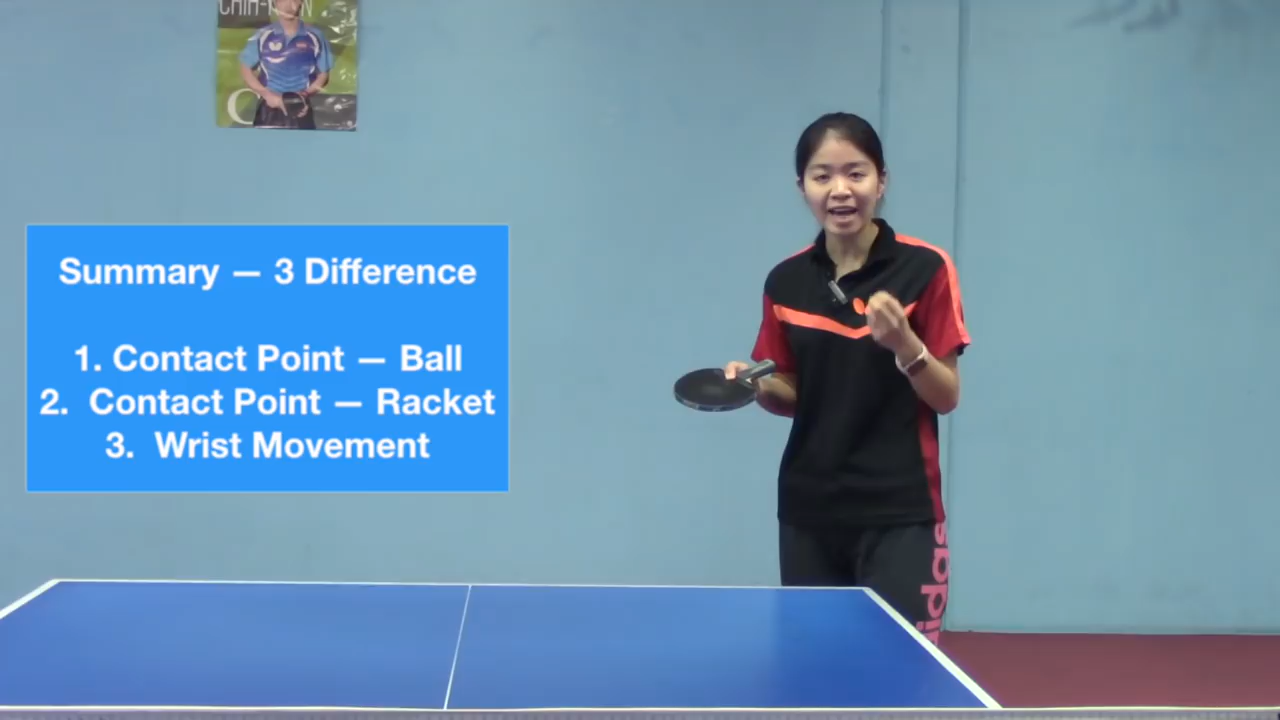 Summary — 3 Difference
1. Contact Point — Ball
2. Contact Point — Racket
3. Wrist Movement